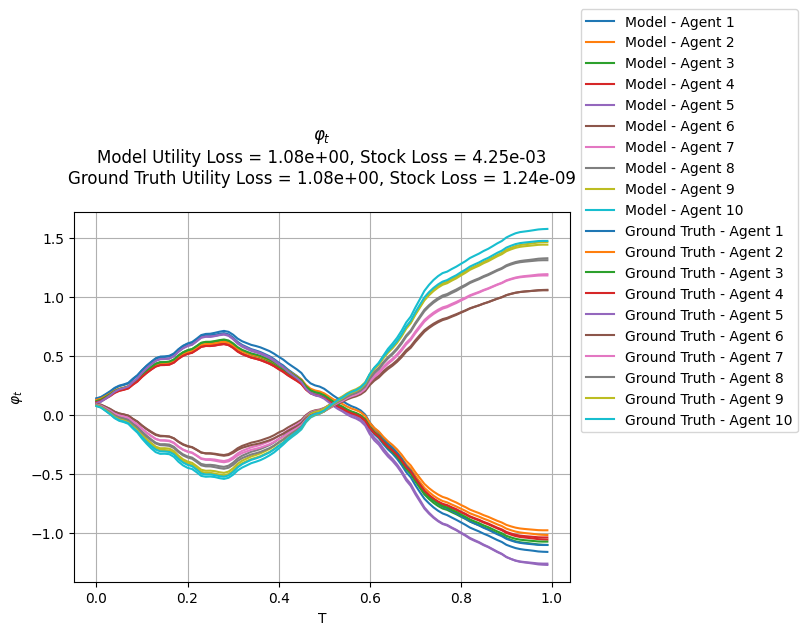 φt
Model Utility Loss = 1.08e+00, Stock Loss = 4.25e-03
Ground Truth Utility Loss = 1.08e+00, Stock Loss = 1.24e-09
Model - Agent 1
Model - Agent 2
Model - Agent 3
Model - Agent 4
Model - Agent 5
Model - Agent 6
Model - Agent 7
Model - Agent 8
Model - Agent 9
Model - Agent 10
Ground Truth - Agent 1
Ground Truth - Agent 2
Ground Truth - Agent 3
Ground Truth - Agent 4
Ground Truth - Agent 5
Ground Truth - Agent 6
Ground Truth - Agent 7
Ground Truth - Agent 8
Ground Truth - Agent 9
Ground Truth - Agent 10
φt
1.5
1.0
0.5
0.0
−0.5
−1.0
0.0 0.2 0.4 0.6 0.8 1.0
T